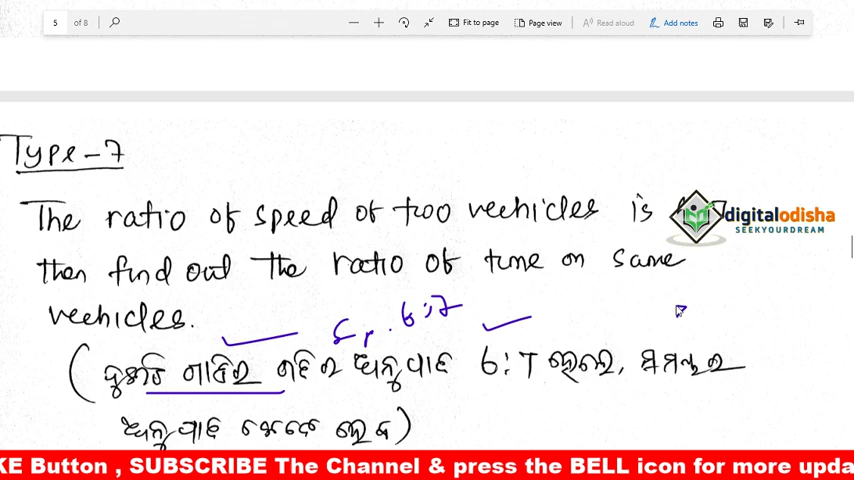 5 of 8
Fit to page
Page view
Read aloud
Add notes
Type-7
The ratio of speed of two veehicles is
digitalodisha
SEEKYOURDREAM
then find out the ratio of time on same
veehicles.
Sp. 6:7
(ଦୁଇଟି ଗାଡିର ଗତିର ଅନୁପାତ 6:7 ହେଲେ, ସମୟର
ଅନୁପାତ କେତେ ହେବ)
KE Button , SUBSCRIBE The Channel & press the BELL icon for more upda